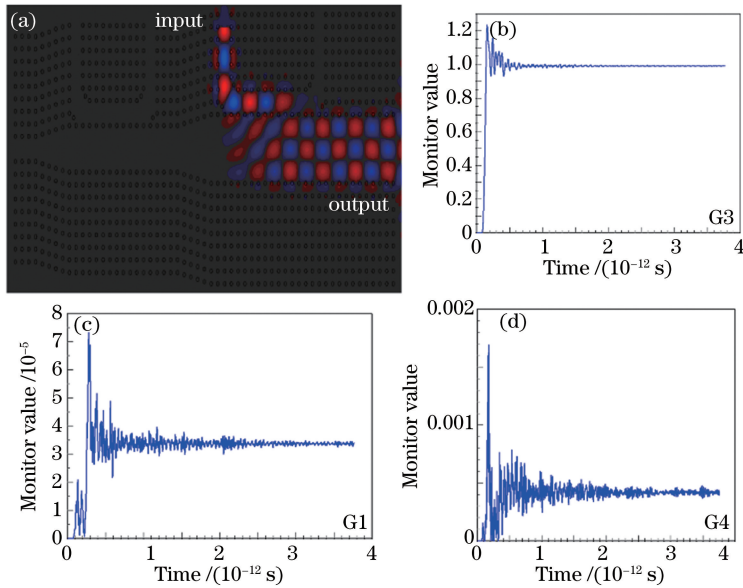 (a)
input
output
(b)
Monitor value
1.2
1.0
0.8
0.6
0.4
0.2
0
0 1 2 3 4
Time /(10⁻¹² s)
G3
(c)
Monitor value /10⁻⁵
8
7
6
5
4
3
2
1
0
0 1 2 3 4
Time /(10⁻¹² s)
G1
(d)
Monitor value
0.002
0.001
0
0 1 2 3 4
Time /(10⁻¹² s)
G4